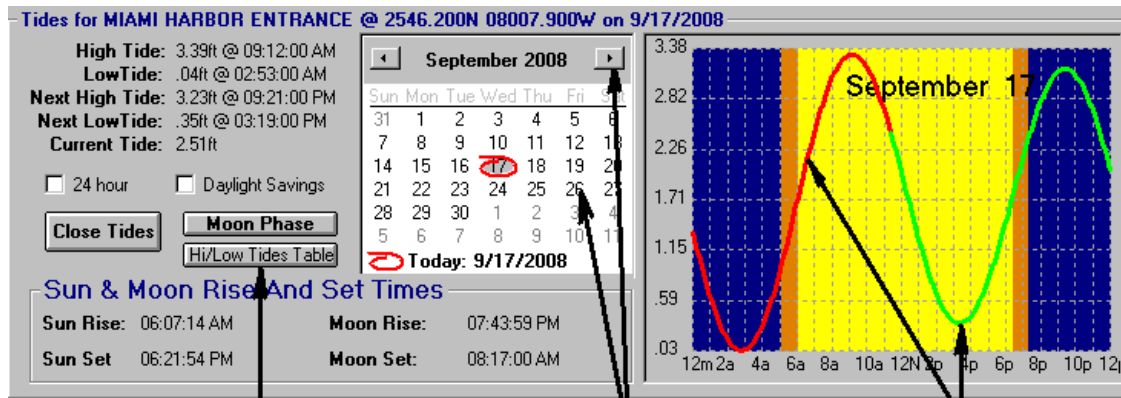 Tides for MIAMI HARBOR ENTRANCE @ 2546.200N 08007.900W on 9/17/2008
High Tide: 3.39ft @ 09:12:00 AM
LowTide: .04ft @ 02:53:00 AM
Next High Tide: 3.23ft @ 09:21:00 PM
Next LowTide: .35ft @ 03:19:00 PM
Current Tide: 2.51ft
24 hour Daylight Savings
Close Tides
Moon Phase
Hi/Low Tides Table
September 2008
Sun Mon Tue Wed Thu Fri Sat
31 1 2 3 4 5 6
7 8 9 10 11 12 13
14 15 16 17 18 19 20
21 22 23 24 25 26 27
28 29 30 1 2 3 4
5 6 7 8 9 10 11
Today: 9/17/2008
Sun & Moon Rise And Set Times
Sun Rise: 06:07:14 AM Moon Rise: 07:43:59 PM
Sun Set 06:21:54 PM Moon Set: 08:17:00 AM
September 17
3.38
2.82
2.26
1.71
1.15
.59
.03
12m 2a 4a 6a 8a 10a 12N 2p 4p 6p 8p 10p 12p